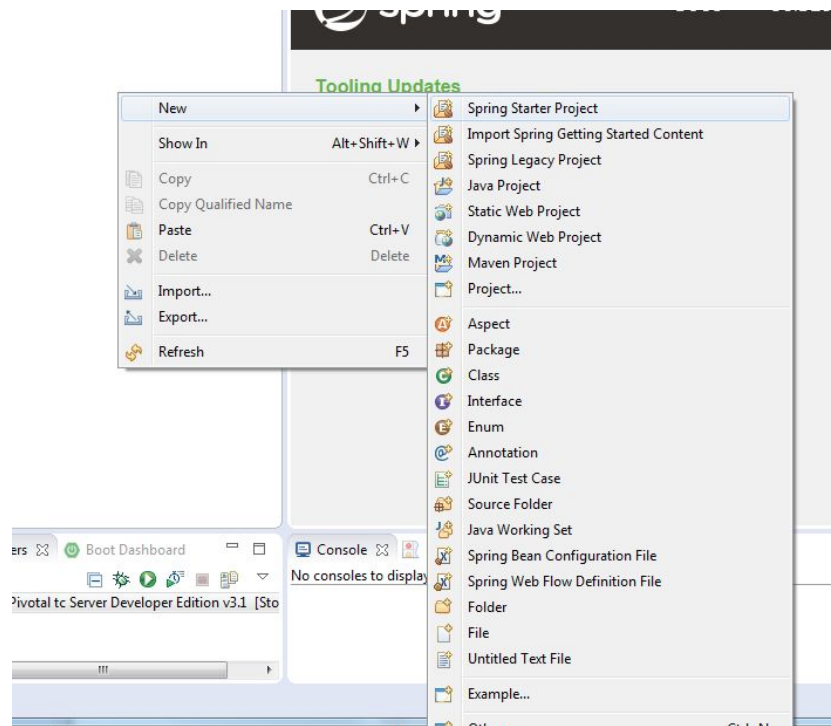 spring
Tooling Updates
New
Show In Alt+Shift+W
Copy Ctrl+C
Copy Qualified Name
Paste Ctrl+V
Delete Delete
Import...
Export...
Refresh F5
Spring Starter Project
Import Spring Getting Started Content
Spring Legacy Project
Java Project
Static Web Project
Dynamic Web Project
Maven Project
Project...
Aspect
Package
Class
Interface
Enum
Annotation
JUnit Test Case
Source Folder
Java Working Set
Spring Bean Configuration File
Spring Web Flow Definition File
Folder
File
Untitled Text File
Example...
ers Boot Dashboard
Pivotal tc Server Developer Edition v3.1 [Sto
Console
No consoles to display